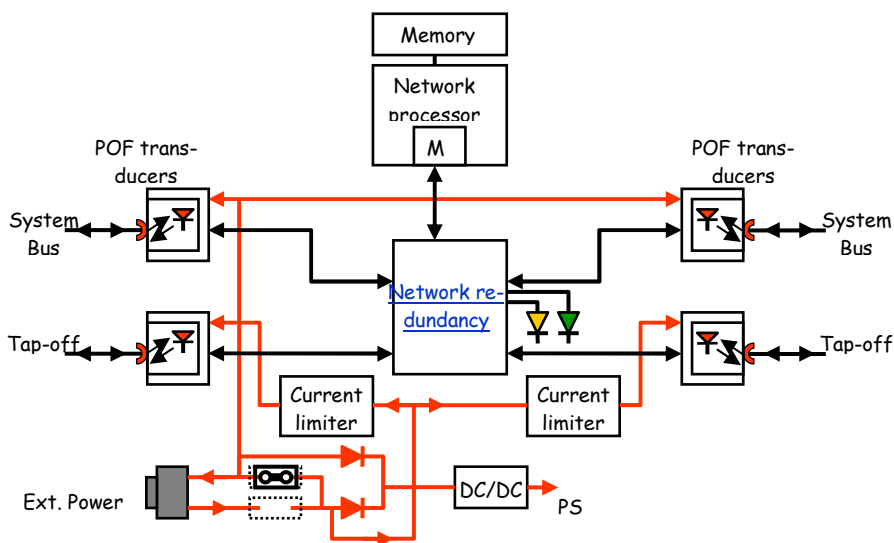 Memory
Network
processor
M
POF trans-
ducers
POF trans-
ducers
System
Bus
System
Bus
Network re-
dundancy
Tap-off
Tap-off
Current
limiter
Current
limiter
Ext. Power
DC/DC
PS